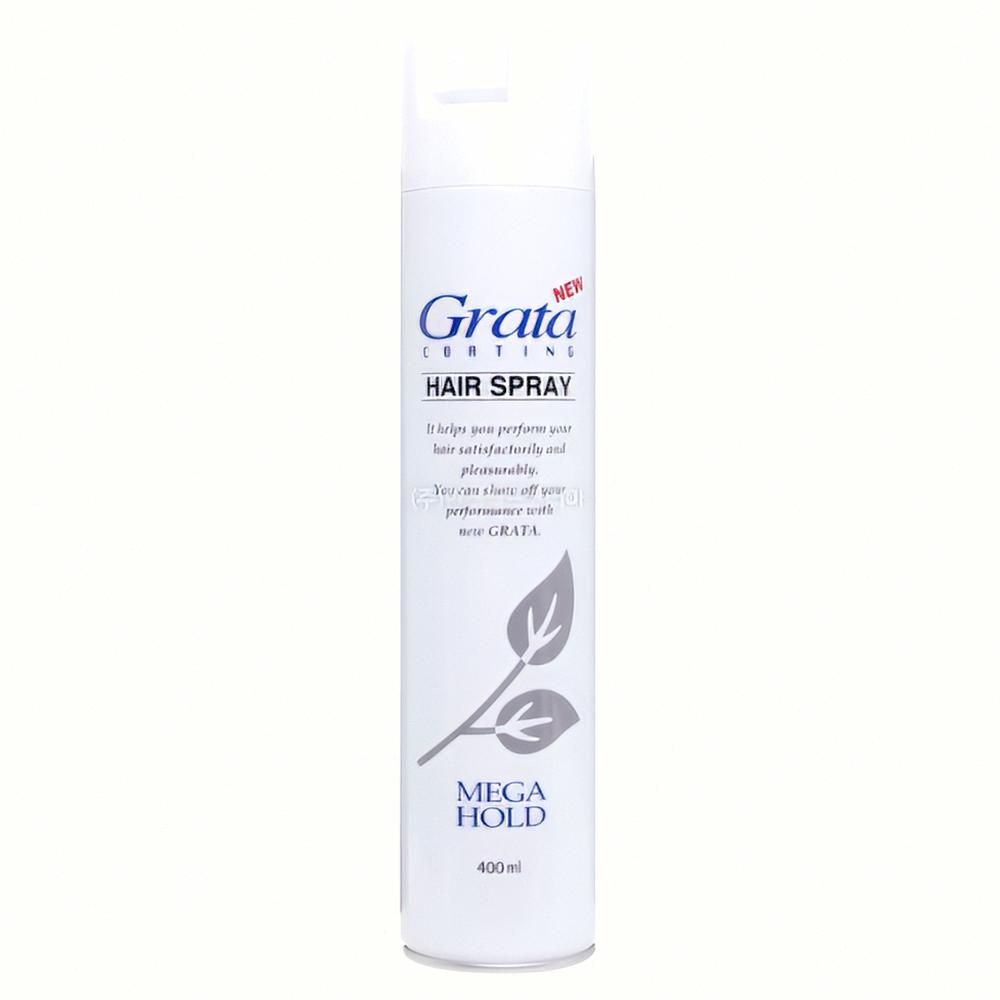 NEW
Grata
COATING
HAIR SPRAY
It helps you perform your
hair satisfactorily and
pleasurably.
You can show off your
performance with
new GRATA.
MEGA
HOLD
400 ml